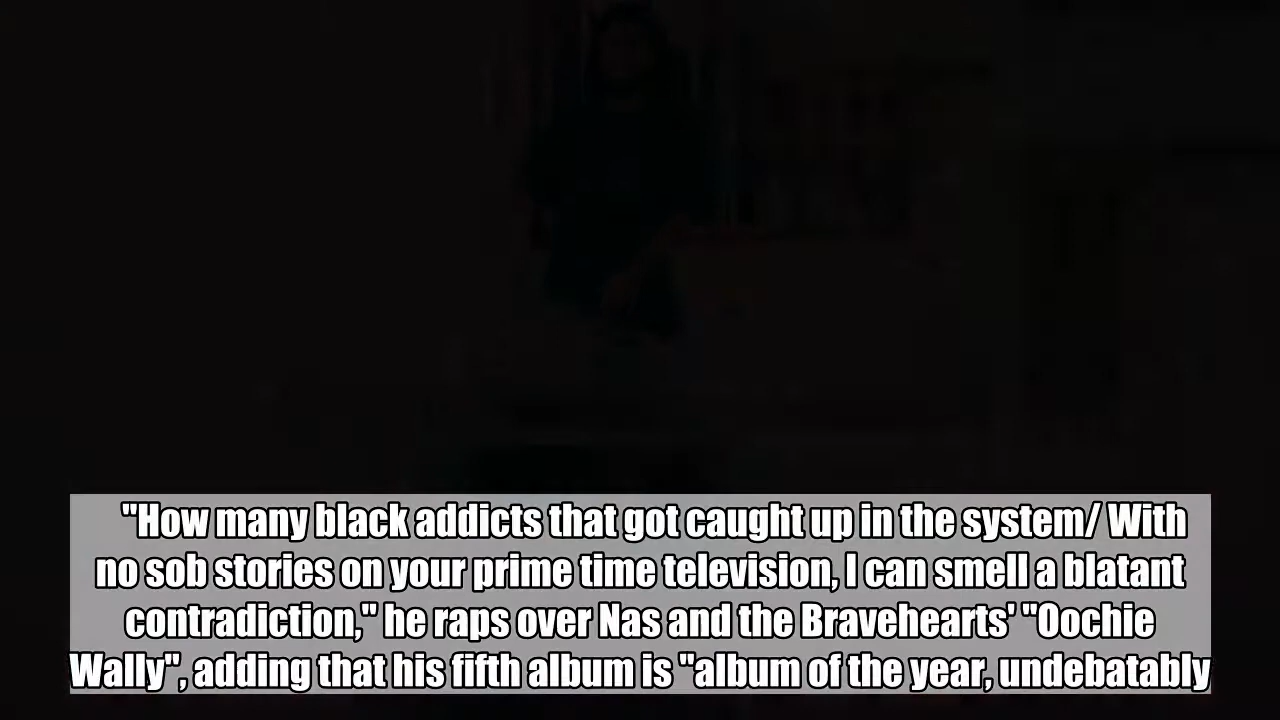 "How many black addicts that got caught up in the system/ With
no sob stories on your prime time television, I can smell a blatant
contradiction," he raps over Nas and the Bravehearts' "Oochie
Wally", adding that his fifth album is "album of the year, undebatably